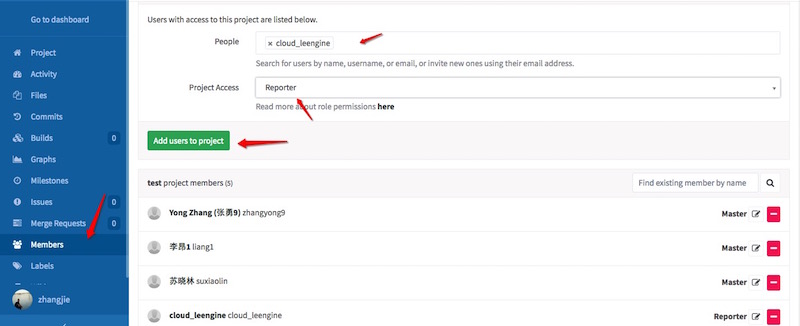 Go to dashboard
Project
Activity
Files
Commits
Builds 0
Graphs
Milestones
Issues 0
Merge Requests 0
Members
Labels
zhangjie
Users with access to this project are listed below.
People
× cloud_leengine
Search for users by name, username, or email, or invite new ones using their email address.
Project Access
Reporter
Read more about role permissions here
Add users to project
test project members (5)
Find existing member by name
Yong Zhang (张勇9) zhangyong9
Master
李昂1 liang1
Master
苏晓林 suxiaolin
Master
cloud_leengine cloud_leengine
Reporter